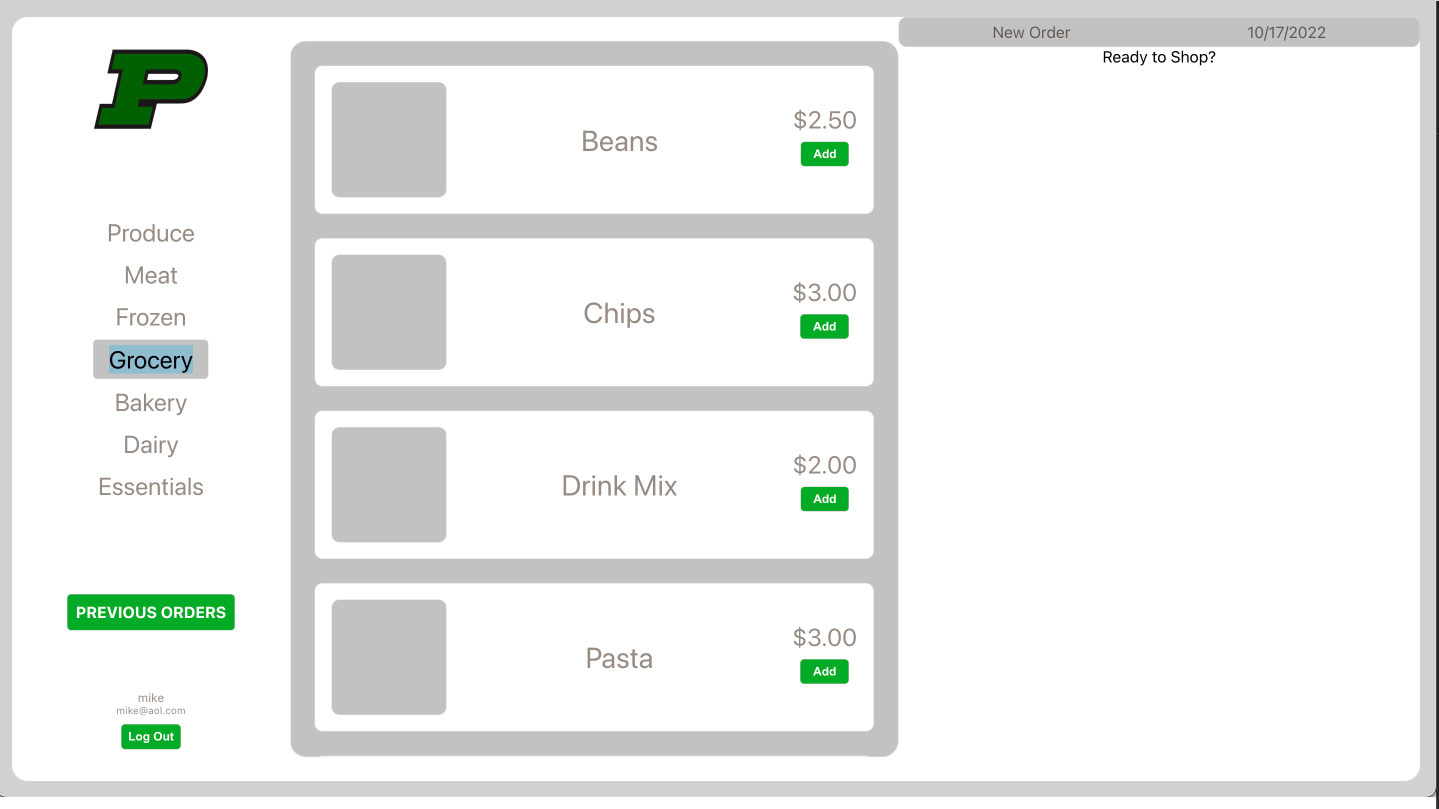 P
Produce
Meat
Frozen
Grocery
Bakery
Dairy
Essentials
PREVIOUS ORDERS
mike
mike@aol.com
Log Out
Beans
$2.50
Add
Chips
$3.00
Add
Drink Mix
$2.00
Add
Pasta
$3.00
Add
New Order 10/17/2022
Ready to Shop?